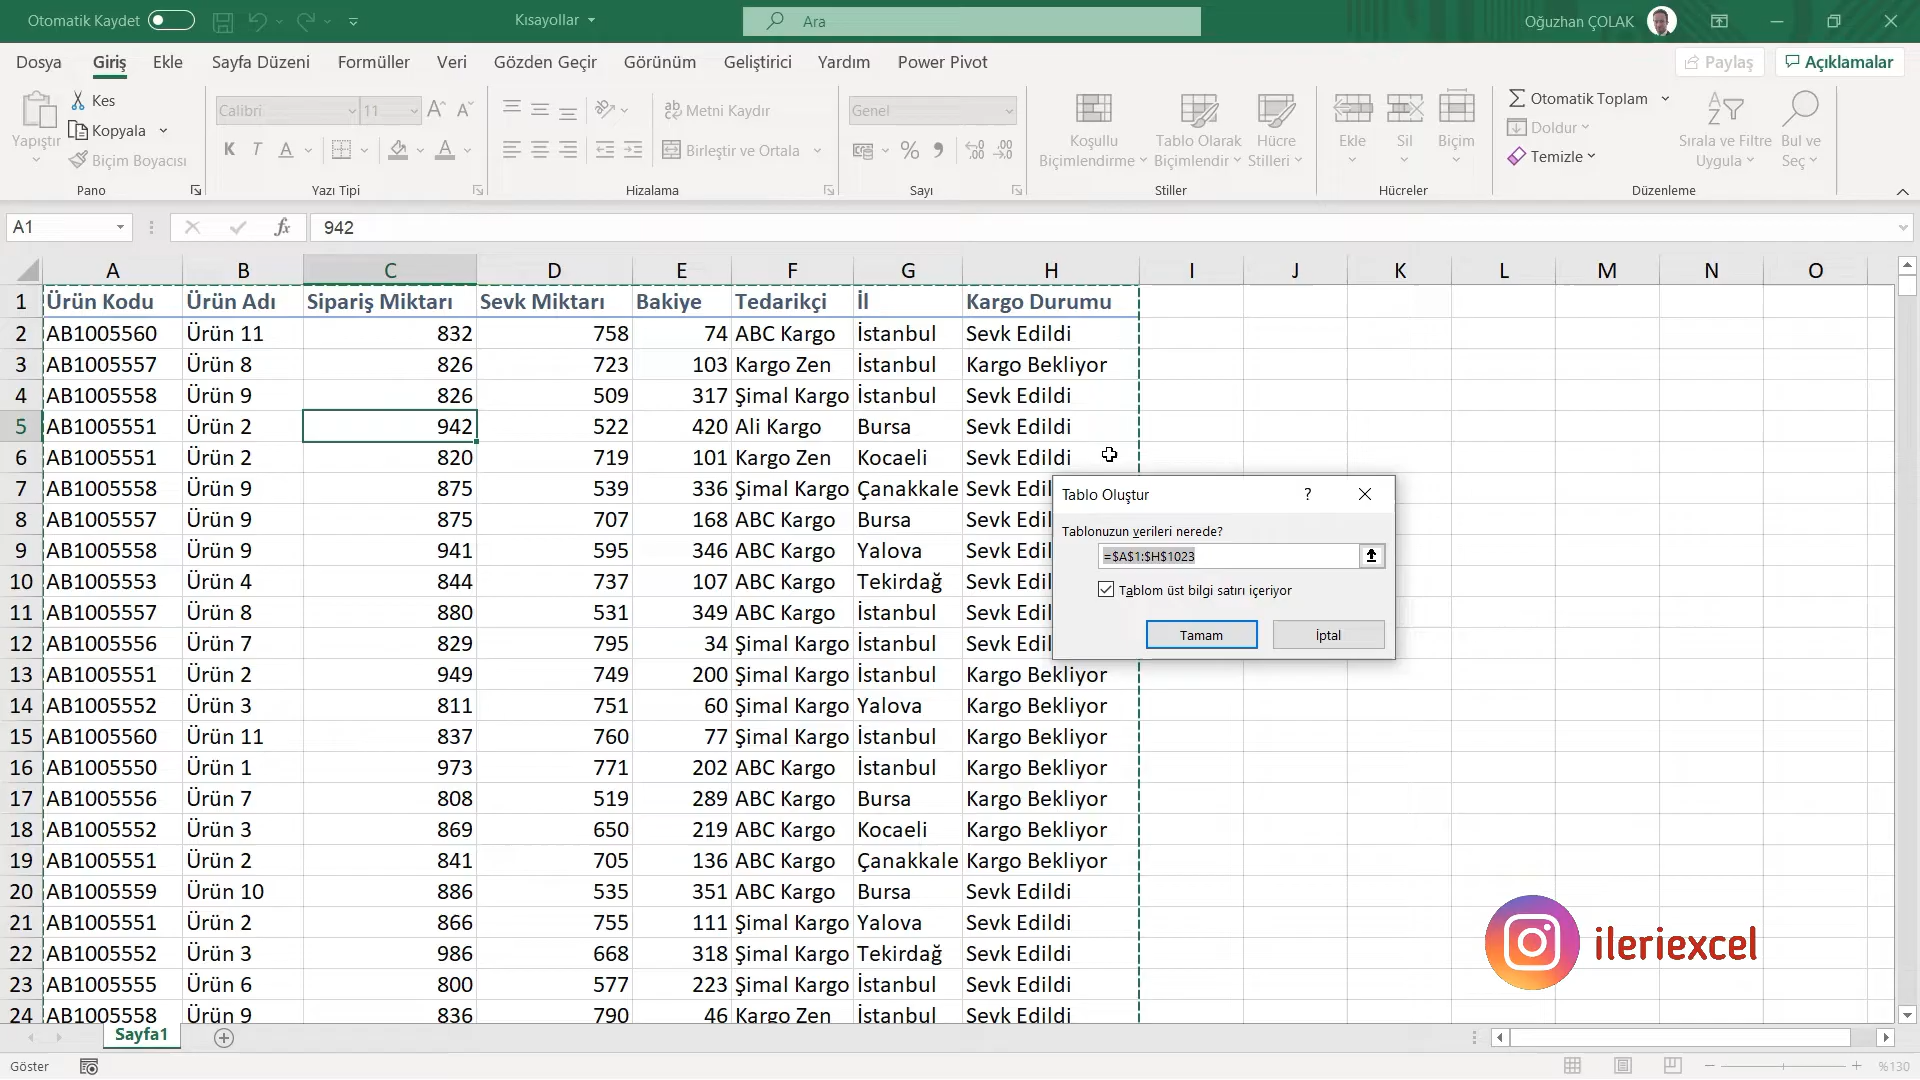 Otomatik Kaydet
Kısayollar
Ara
Oğuzhan ÇOLAK
Dosya Giriş Ekle Sayfa Düzeni Formüller Veri Gözden Geçir Görünüm Geliştirici Yardım Power Pivot Paylaş Açıklamalar
Yapıştır
Kes
Kopyala
Biçim Boyacısı
Pano
Calibri 11
K T A A
Yazı Tipi
Metni Kaydır
Birleştir ve Ortala
Hizalama
Genel
Sayı
Koşullu Biçimlendirme
Tablo Olarak Biçimlendir
Hücre Stilleri
Stiller
Ekle
Sil
Biçim
Hücreler
Otomatik Toplam
Doldur
Temizle
Sırala ve Filtre Uygula
Bul ve Seç
Düzenleme
A1 fx 942
A B C D E F G H I J K L M N O
1 Ürün Kodu Ürün Adı Sipariş Miktarı Sevk Miktarı Bakiye Tedarikçi İl Kargo Durumu
2 AB1005560 Ürün 11 832 758 74 ABC Kargo İstanbul Sevk Edildi
3 AB1005557 Ürün 8 826 723 103 Kargo Zen İstanbul Kargo Bekliyor
4 AB1005558 Ürün 9 826 509 317 Şimal Kargo İstanbul Sevk Edildi
5 AB1005551 Ürün 2 942 522 420 Ali Kargo Bursa Sevk Edildi
6 AB1005551 Ürün 2 820 719 101 Kargo Zen Kocaeli Sevk Edildi
7 AB1005558 Ürün 9 875 539 336 Şimal Kargo Çanakkale Sevk Edil
8 AB1005557 Ürün 9 875 707 168 ABC Kargo Bursa Sevk Edil
9 AB1005558 Ürün 9 941 595 346 ABC Kargo Yalova Sevk Edil
10 AB1005553 Ürün 4 844 737 107 ABC Kargo Tekirdağ Sevk Edil
11 AB1005557 Ürün 8 880 531 349 ABC Kargo İstanbul Sevk Edil
12 AB1005556 Ürün 7 829 795 34 Şimal Kargo İstanbul Sevk Edil
13 AB1005551 Ürün 2 949 749 200 Şimal Kargo İstanbul Kargo Bekliyor
14 AB1005552 Ürün 3 811 751 60 Şimal Kargo Yalova Kargo Bekliyor
15 AB1005560 Ürün 11 837 760 77 Şimal Kargo İstanbul Kargo Bekliyor
16 AB1005550 Ürün 1 973 771 202 ABC Kargo İstanbul Kargo Bekliyor
17 AB1005556 Ürün 7 808 519 289 ABC Kargo Bursa Kargo Bekliyor
18 AB1005552 Ürün 3 869 650 219 ABC Kargo Kocaeli Kargo Bekliyor
19 AB1005551 Ürün 2 841 705 136 ABC Kargo Çanakkale Kargo Bekliyor
20 AB1005559 Ürün 10 886 535 351 ABC Kargo Bursa Sevk Edildi
21 AB1005551 Ürün 2 866 755 111 Şimal Kargo Yalova Sevk Edildi
22 AB1005552 Ürün 3 986 668 318 Şimal Kargo Tekirdağ Sevk Edildi
23 AB1005555 Ürün 6 800 577 223 Şimal Kargo İstanbul Sevk Edildi
24 AB1005558 Ürün 9 836 790 46 Kargo Zen İstanbul Sevk Edildi
Tablo Oluştur ?
Tablonuzun verileri nerede?
=$A$1:$H$1023
Tablom üst bilgi satırı içeriyor
Tamam İptal
ileriexcel
Sayfa1
Göster
%130